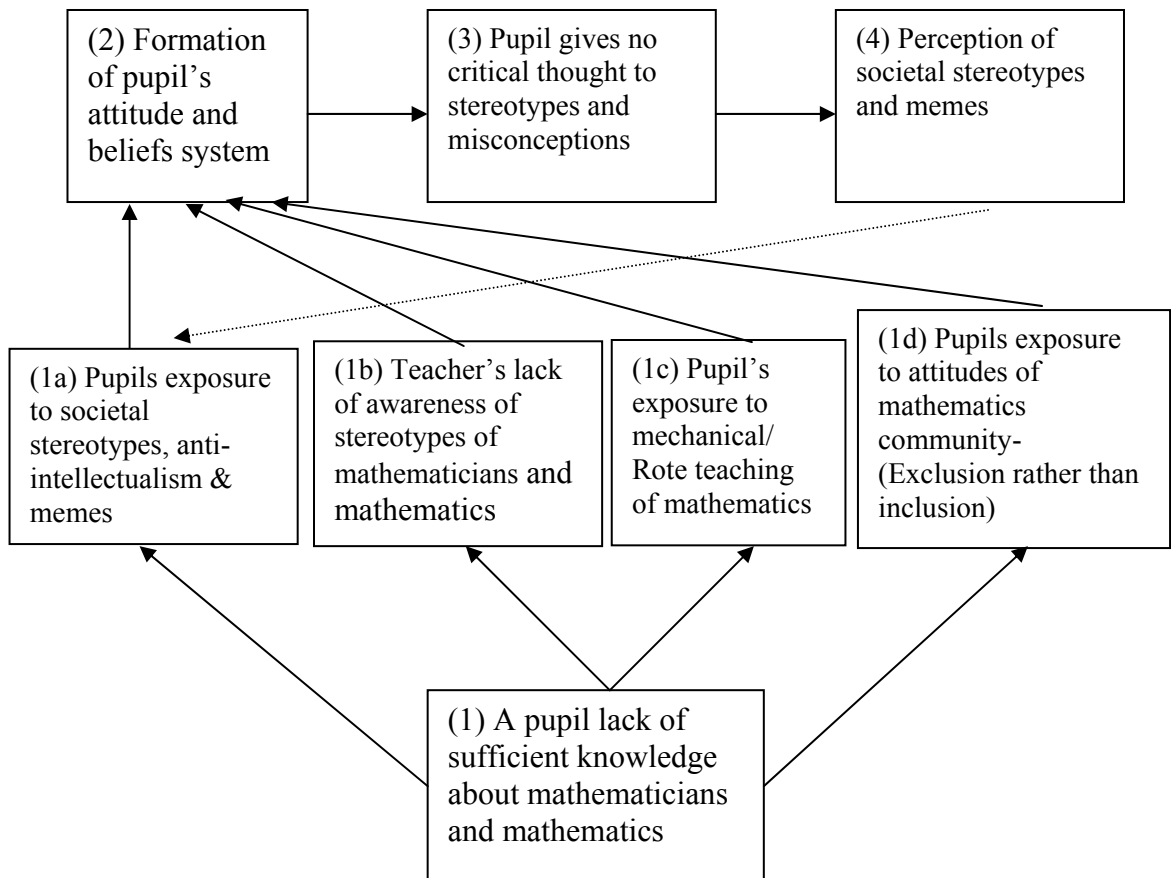 (2) Formation
of pupil's
attitude and
beliefs system
(3) Pupil gives no
critical thought to
stereotypes and
misconceptions
(4) Perception of
societal stereotypes
and memes
(1a) Pupils exposure
to societal
stereotypes, anti-
intellectualism &
memes
(1b) Teacher's lack
of awareness of
stereotypes of
mathematicians and
mathematics
(1c) Pupil's
exposure to
mechanical/
Rote teaching
of mathematics
(1d) Pupils exposure
to attitudes of
mathematics
community-
(Exclusion rather than
inclusion)
(1) A pupil lack of
sufficient knowledge
about mathematicians
and mathematics